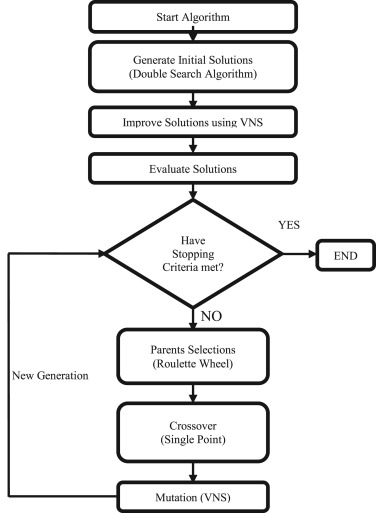 Start Algorithm
Generate Initial Solutions
(Double Search Algorithm)
Improve Solutions using VNS
Evaluate Solutions
Have
Stopping
Criteria met?
YES
END
NO
Parents Selections
(Roulette Wheel)
New Generation
Crossover
(Single Point)
Mutation (VNS)